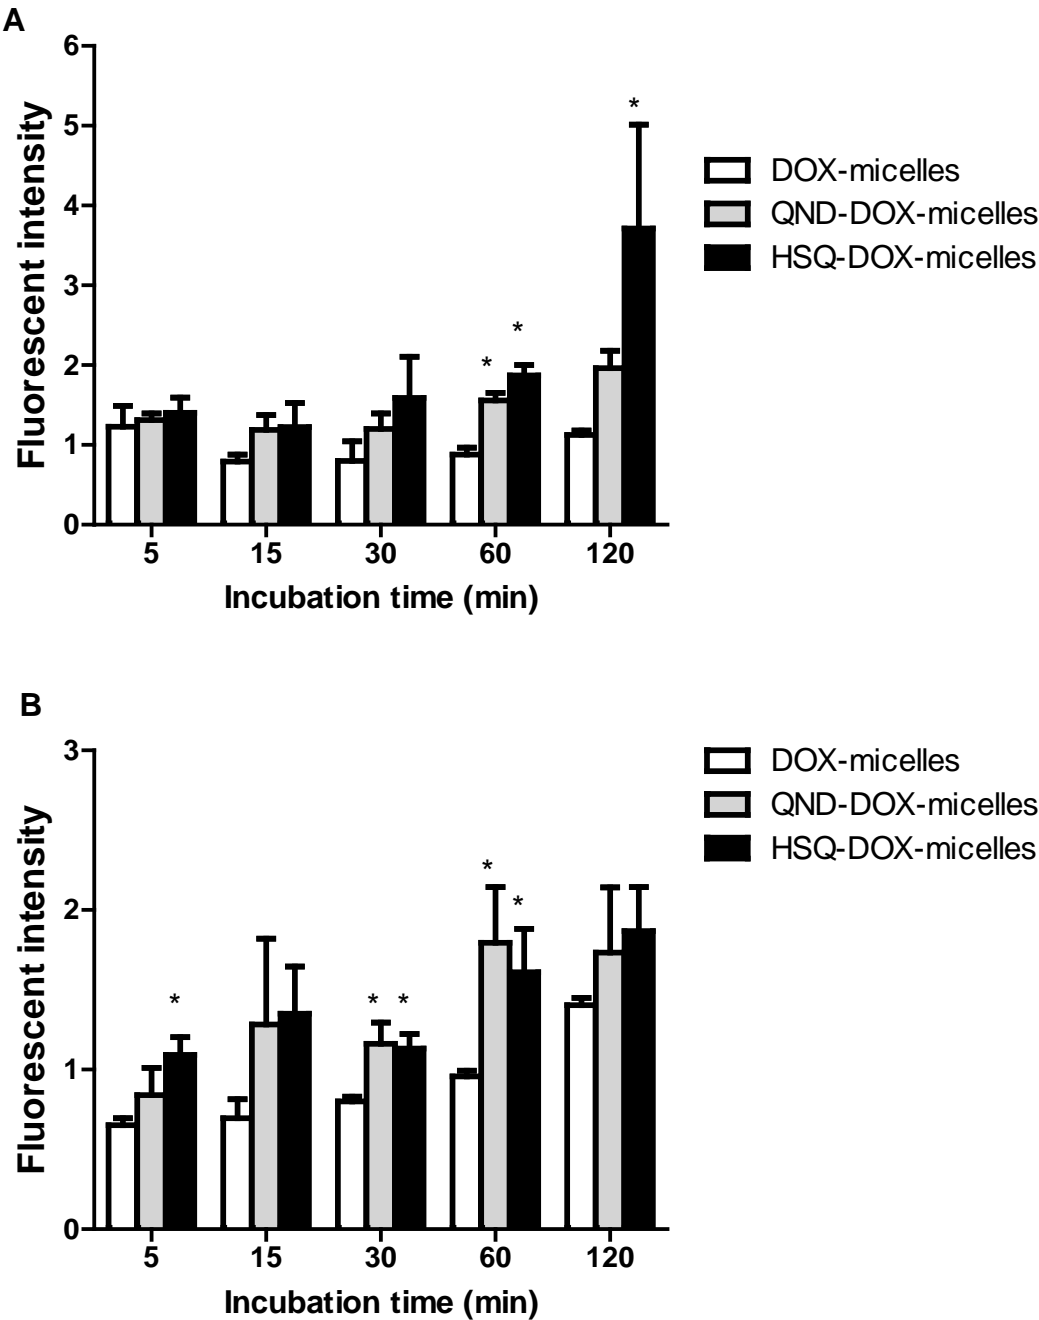 A
6
5
4
3
2
1
0
Fluorescent intensity
*
*
*
5 15 30 60 120
Incubation time (min)
DOX-micelles
QND-DOX-micelles
HSQ-DOX-micelles
B
3
2
1
0
Fluorescent intensity
*
*
* * *
5 15 30 60 120
Incubation time (min)
DOX-micelles
QND-DOX-micelles
HSQ-DOX-micelles